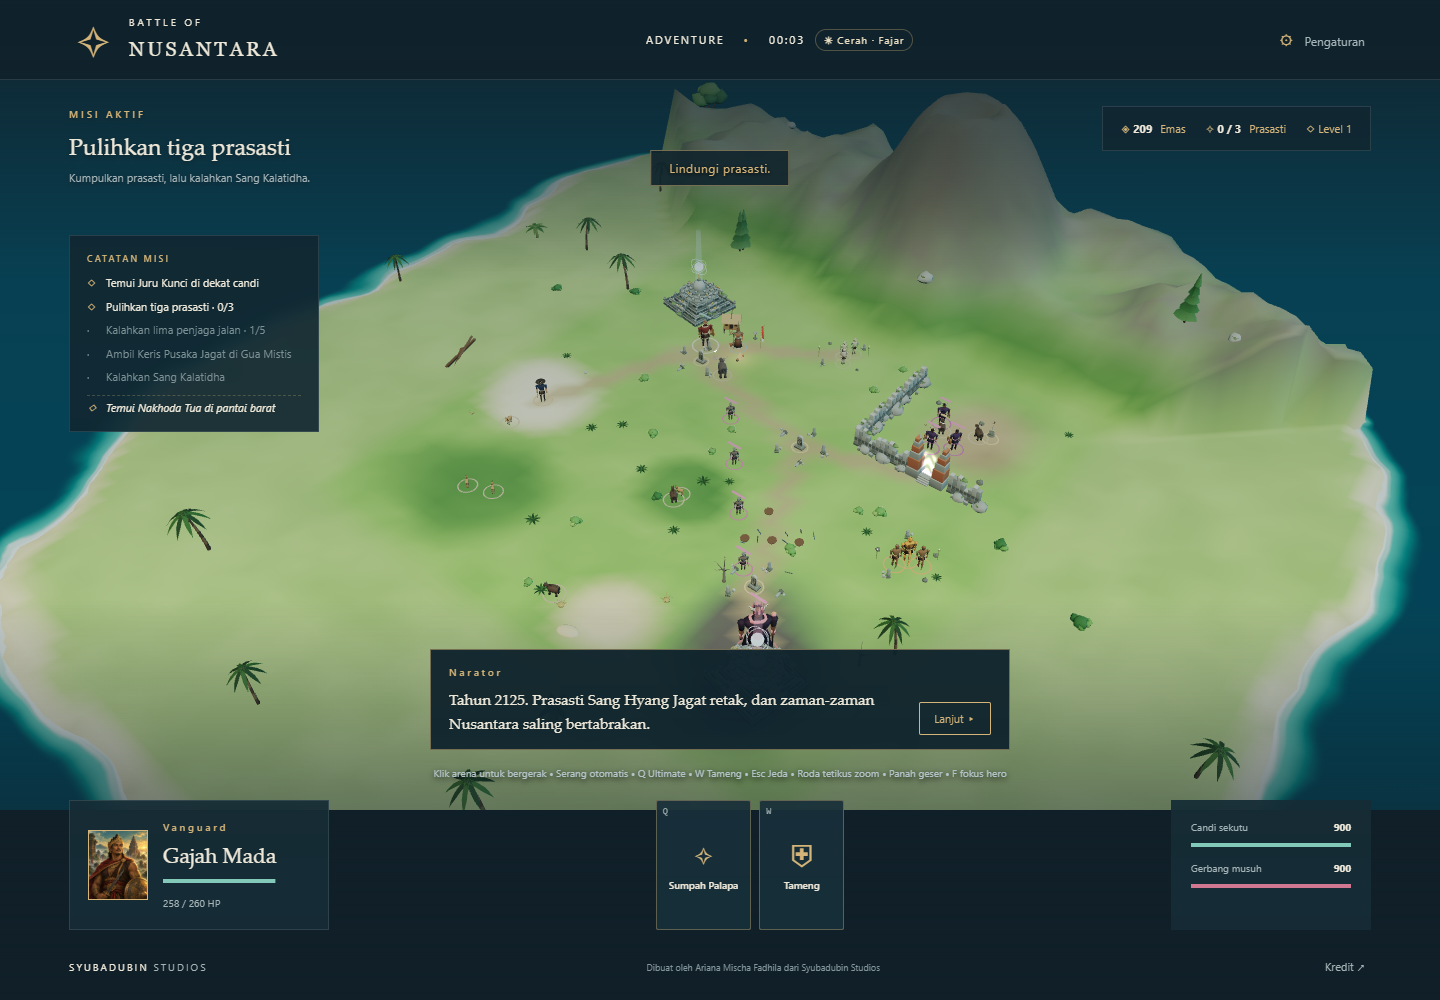 BATTLE OF
NUSANTARA
ADVENTURE • 00:03 ☀ Cerah · Fajar
Pengaturan
MISI AKTIF
Pulihkan tiga prasasti
Kumpulkan prasasti, lalu kalahkan Sang Kalatidha.
◈ 209 Emas ✧ 0 / 3 Prasasti ◇ Level 1
Lindungi prasasti.
CATATAN MISI
◇ Temui Juru Kunci di dekat candi
◇ Pulihkan tiga prasasti · 0/3
· Kalahkan lima penjaga jalan · 1/5
· Ambil Keris Pusaka Jagat di Gua Mistis
· Kalahkan Sang Kalatidha
◇ Temui Nakhoda Tua di pantai barat
Narator
Tahun 2125. Prasasti Sang Hyang Jagat retak, dan zaman-zaman
Nusantara saling bertabrakan.
Lanjut ▸
Klik arena untuk bergerak • Serang otomatis • Q Ultimate • W Tameng • Esc Jeda • Roda tetikus zoom • Panah geser • F fokus hero
Vanguard
Gajah Mada
258 / 260 HP
Q
Sumpah Palapa
W
Tameng
Candi sekutu 900
Gerbang musuh 900
SYUBADUBIN STUDIOS
Dibuat oleh Ariana Mischa Fadhila dari Syubadubin Studios
Kredit ↗